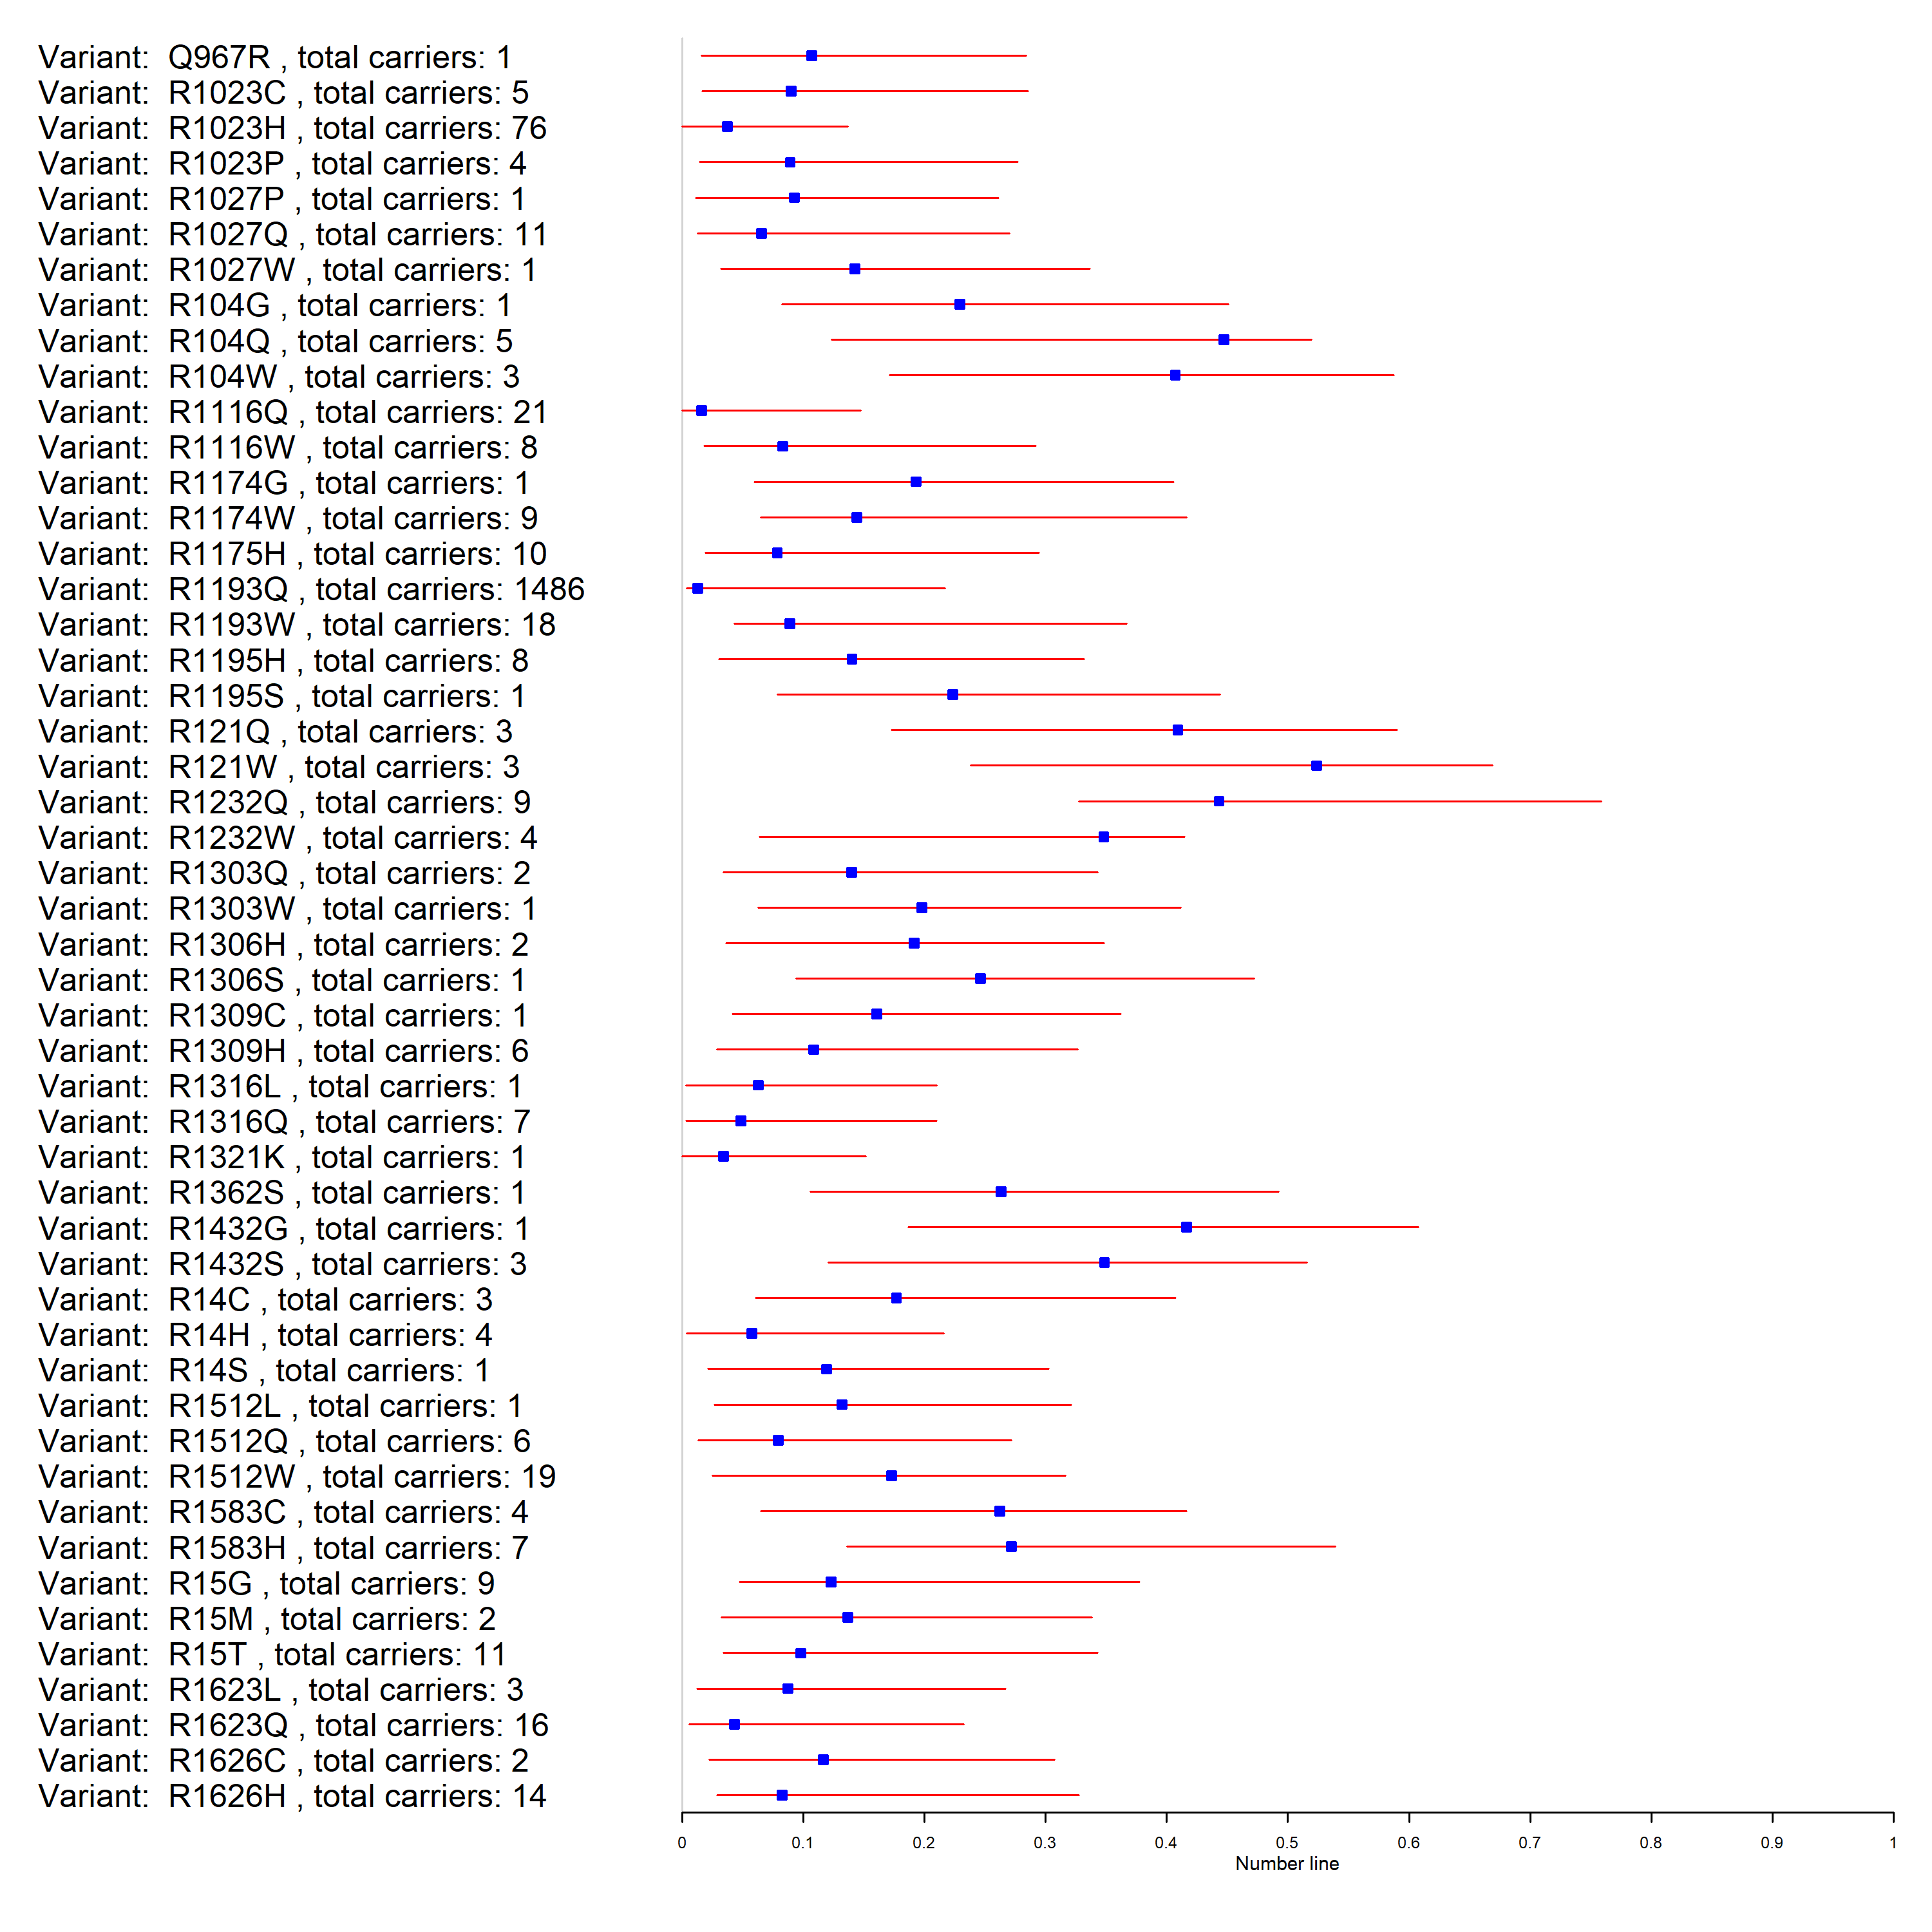 Variant:  Q967R , total carriers: 1
Variant:  R1023C , total carriers: 5
Variant:  R1023H , total carriers: 76
Variant:  R1023P , total carriers: 4
Variant:  R1027P , total carriers: 1
Variant:  R1027Q , total carriers: 11
Variant:  R1027W , total carriers: 1
Variant:  R104G , total carriers: 1
Variant:  R104Q , total carriers: 5
Variant:  R104W , total carriers: 3
Variant:  R1116Q , total carriers: 21
Variant:  R1116W , total carriers: 8
Variant:  R1174G , total carriers: 1
Variant:  R1174W , total carriers: 9
Variant:  R1175H , total carriers: 10
Variant:  R1193Q , total carriers: 1486
Variant:  R1193W , total carriers: 18
Variant:  R1195H , total carriers: 8
Variant:  R1195S , total carriers: 1
Variant:  R121Q , total carriers: 3
Variant:  R121W , total carriers: 3
Variant:  R1232Q , total carriers: 9
Variant:  R1232W , total carriers: 4
Variant:  R1303Q , total carriers: 2
Variant:  R1303W , total carriers: 1
Variant:  R1306H , total carriers: 2
Variant:  R1306S , total carriers: 1
Variant:  R1309C , total carriers: 1
Variant:  R1309H , total carriers: 6
Variant:  R1316L , total carriers: 1
Variant:  R1316Q , total carriers: 7
Variant:  R1321K , total carriers: 1
Variant:  R1362S , total carriers: 1
Variant:  R1432G , total carriers: 1
Variant:  R1432S , total carriers: 3
Variant:  R14C , total carriers: 3
Variant:  R14H , total carriers: 4
Variant:  R14S , total carriers: 1
Variant:  R1512L , total carriers: 1
Variant:  R1512Q , total carriers: 6
Variant:  R1512W , total carriers: 19
Variant:  R1583C , total carriers: 4
Variant:  R1583H , total carriers: 7
Variant:  R15G , total carriers: 9
Variant:  R15M , total carriers: 2
Variant:  R15T , total carriers: 11
Variant:  R1623L , total carriers: 3
Variant:  R1623Q , total carriers: 16
Variant:  R1626C , total carriers: 2
Variant:  R1626H , total carriers: 14
0 0.1 0.2 0.3 0.4 0.5 0.6 0.7 0.8 0.9 1
Number line